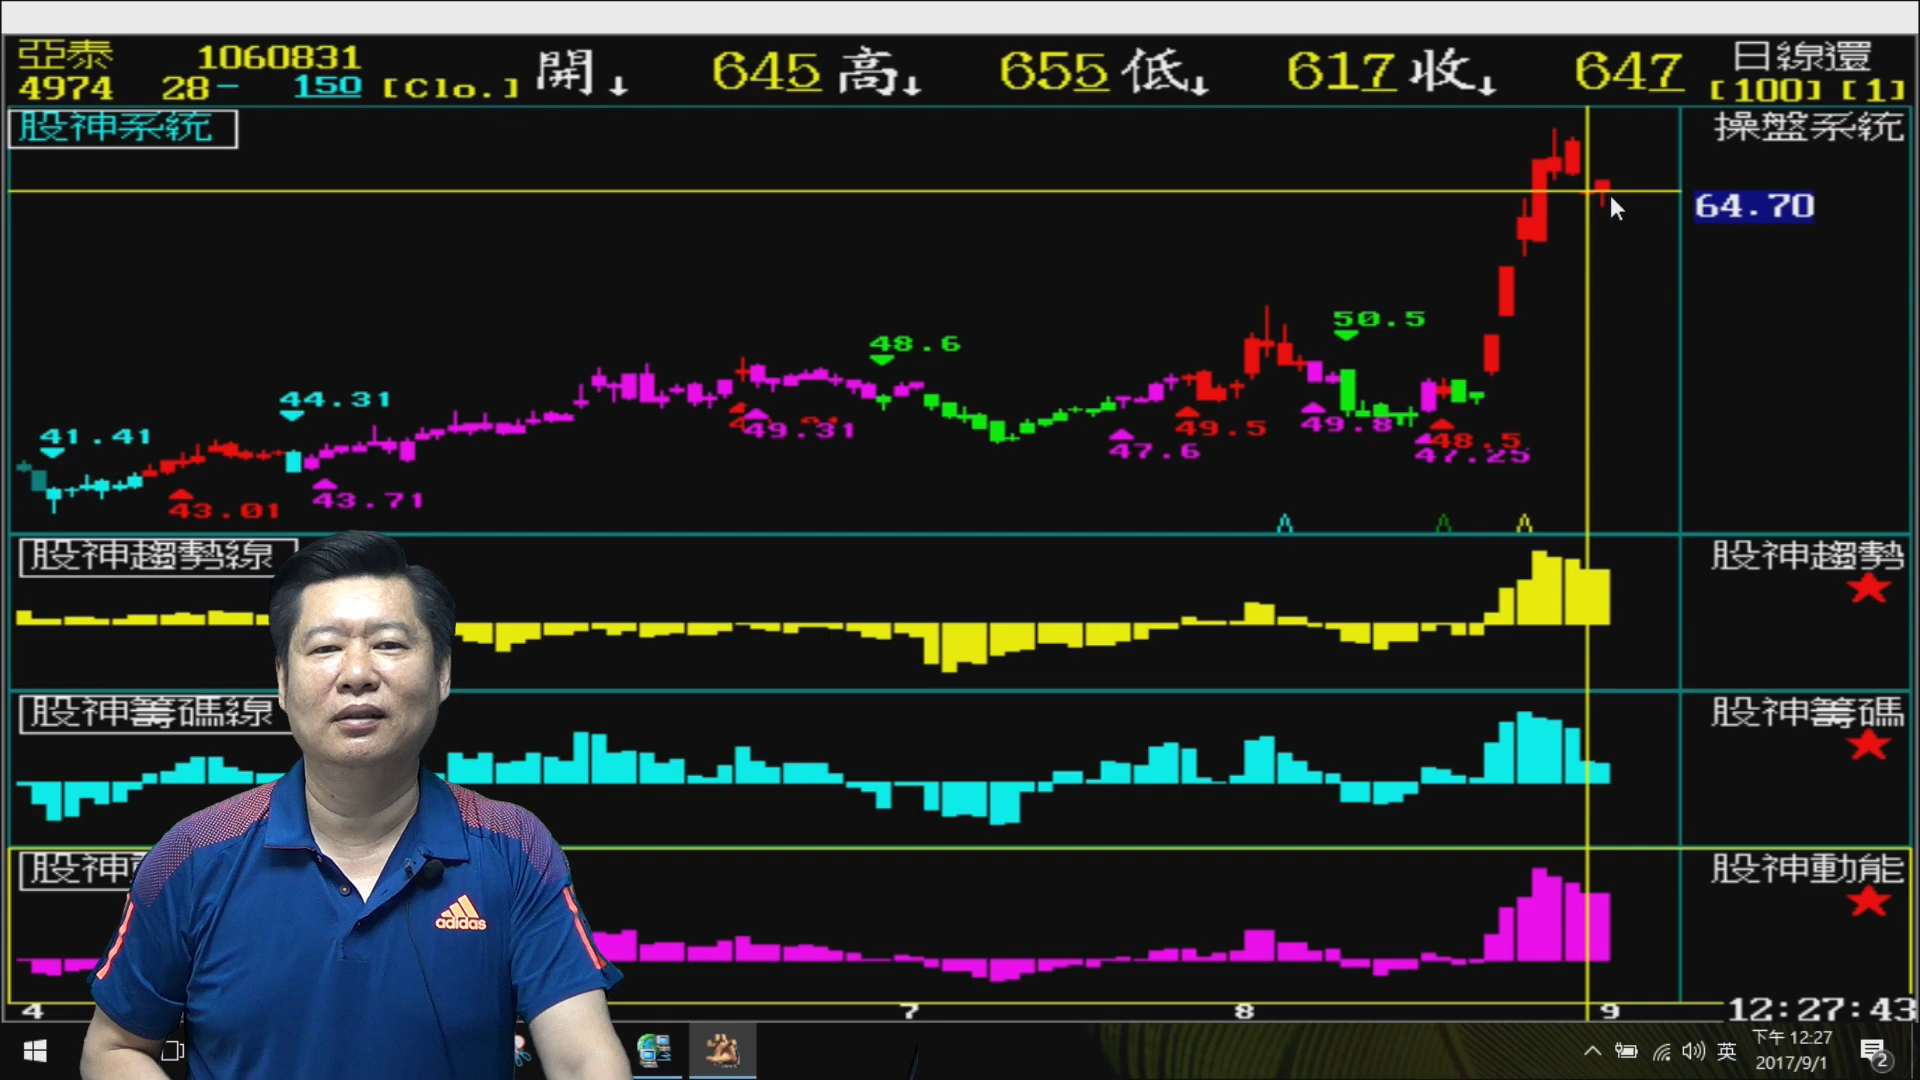 亞泰 1060831 開↓ 645 高↓ 655 低↓ 617 收↓ 647 日線還
4974 28- 150 [Clo.] [100] [1]
股神系統 操盤系統
64.70
50.5
48.6
44.31
41.41
49.31
49.5
49.8
48.5
47.6
47.25
43.71
43.01
股神趨勢線 股神趨勢
股神籌碼線 股神籌碼
股神 股神動能
adidas
4 7 8 9 12:27:43
英 下午 12:27
2017/9/1
2